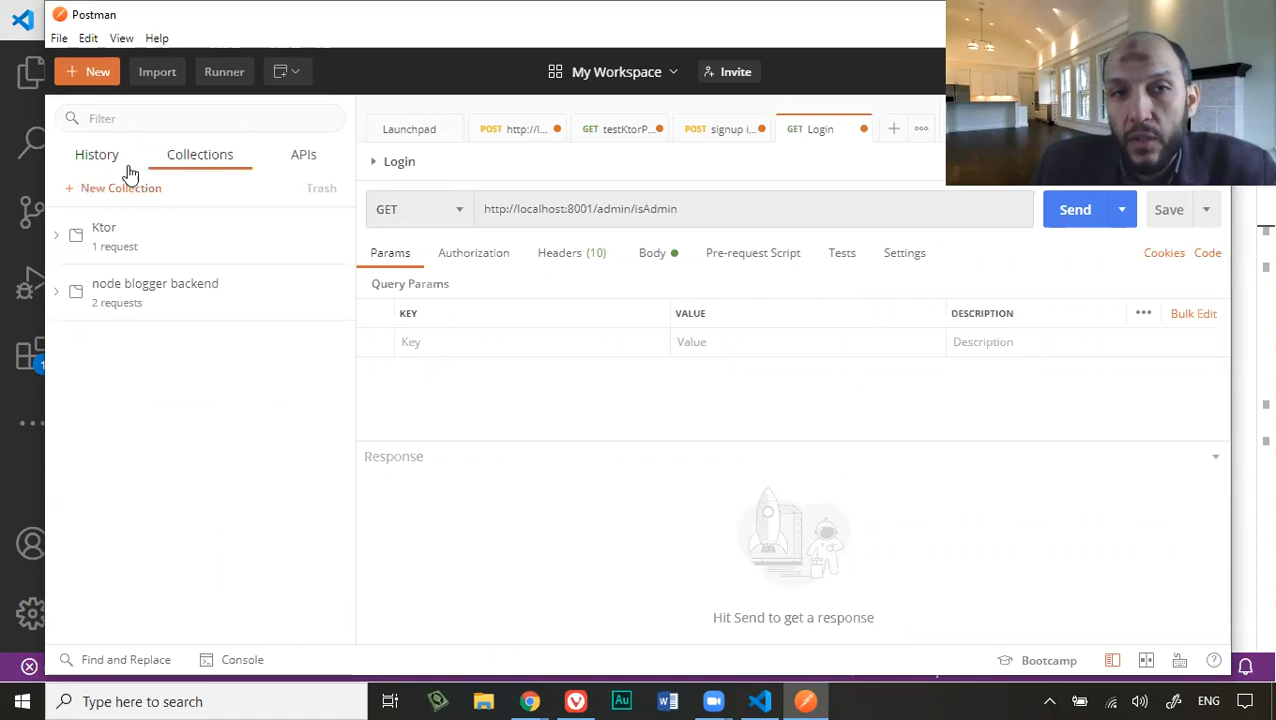 Postman
File Edit View Help
+ New Import Runner My Workspace Invite
Filter
History Collections APIs
+ New Collection Trash
Ktor
1 request
node blogger backend
2 requests
Launchpad POST http://l... GET testKtorP... POST signup i... GET Login
Login
GET http://localhost:8001/admin/isAdmin Send Save
Params Authorization Headers (10) Body Pre-request Script Tests Settings Cookies Code
Query Params
KEY VALUE DESCRIPTION Bulk Edit
Key Value Description
Response
Hit Send to get a response
Find and Replace Console Bootcamp
Type here to search Au W ENG